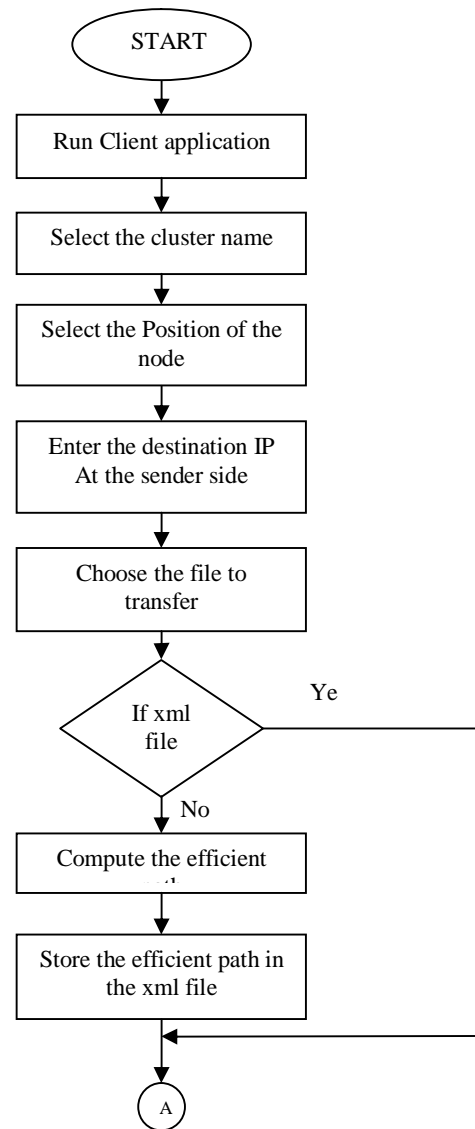 START
Run Client application
Select the cluster name
Select the Position of the
node
Enter the destination IP
At the sender side
Choose the file to
transfer
If xml
file
Ye
No
Compute the efficient
Store the efficient path in
the xml file
A